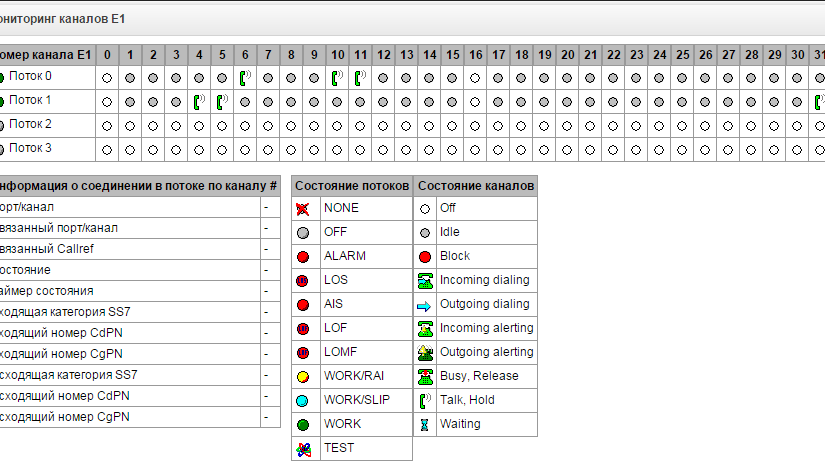 ониторинг каналов E1
омер канала E1 0 1 2 3 4 5 6 7 8 9 10 11 12 13 14 15 16 17 18 19 20 21 22 23 24 25 26 27 28 29 30 31
Поток 0
Поток 1
Поток 2
Поток 3
нформация о соединении в потоке по каналу #
орт/канал -
вязанный порт/канал -
вязанный Callref -
остояние -
аймер состояния -
ходящая категория SS7 -
ходящий номер CdPN -
ходящий номер CgPN -
сходящая категория SS7 -
сходящий номер CdPN -
сходящий номер CgPN -
Состояние потоков
NONE
OFF
ALARM
LOS
AIS
LOF
LOMF
WORK/RAI
WORK/SLIP
WORK
TEST
Состояние каналов
Off
Idle
Block
Incoming dialing
Outgoing dialing
Incoming alerting
Outgoing alerting
Busy, Release
Talk, Hold
Waiting